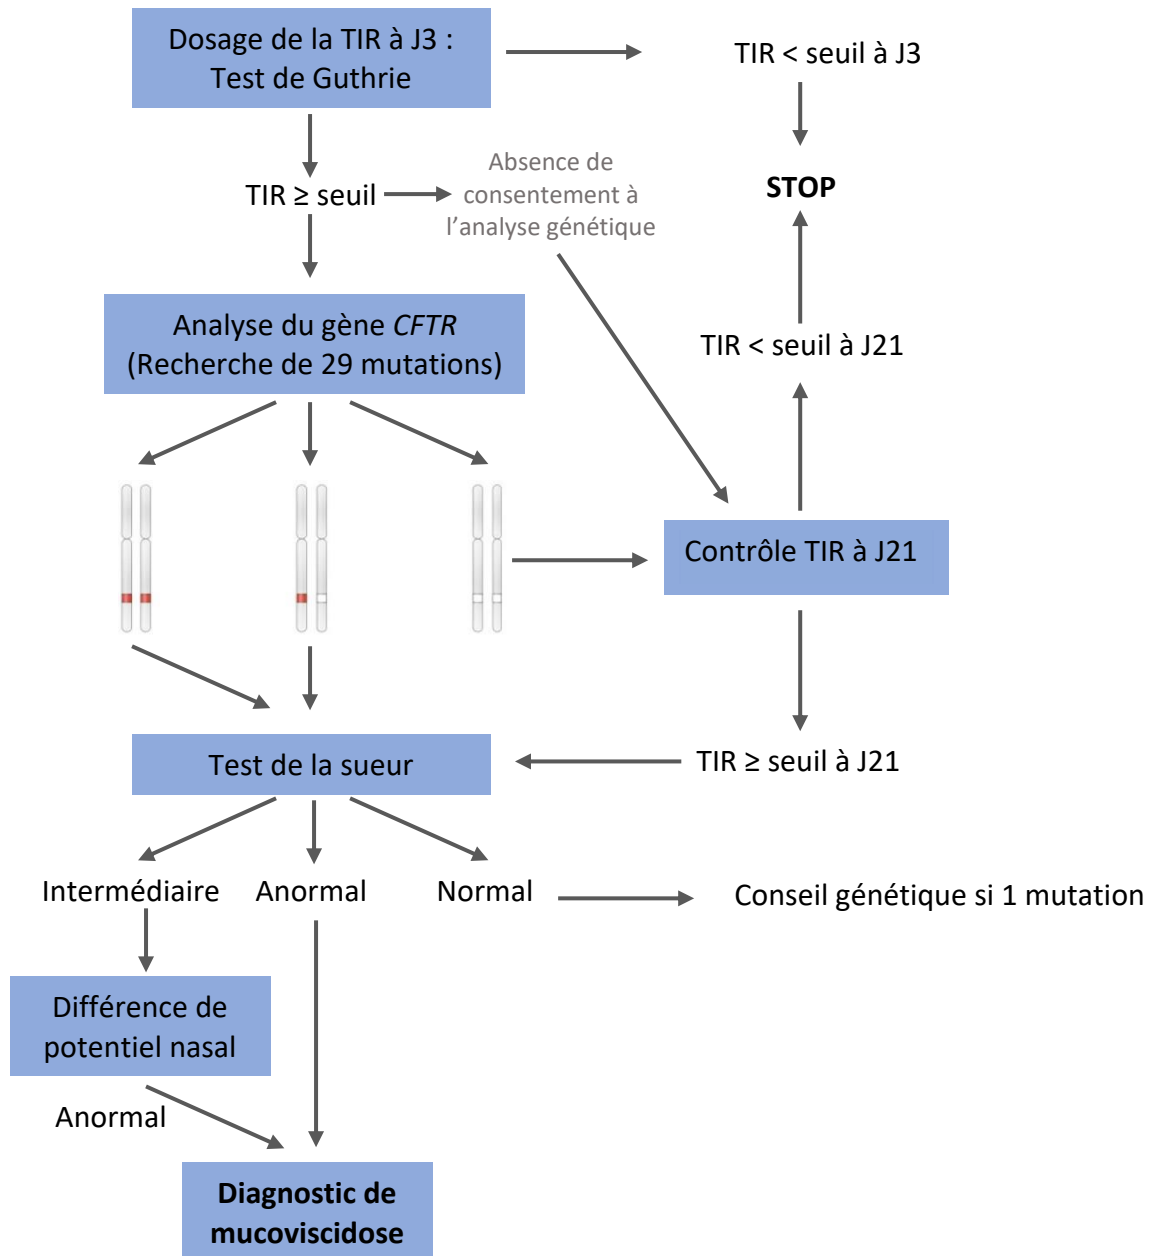 Dosage de la TIR à J3 :
Test de Guthrie
TIR < seuil à J3
TIR ≥ seuil
Absence de
consentement à
l’analyse génétique
STOP
Analyse du gène CFTR
(Recherche de 29 mutations)
TIR < seuil à J21
Contrôle TIR à J21
Test de la sueur
TIR ≥ seuil à J21
Intermédiaire
Anormal
Normal
Conseil génétique si 1 mutation
Différence de
potentiel nasal
Anormal
Diagnostic de
mucoviscidose